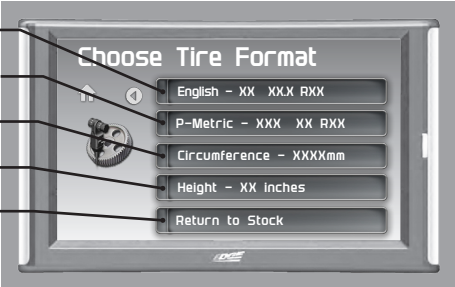 Choose Tire Format
English - XX XX.X RXX
P-Metric - XXX XX RXX
Circumference - XXXXmm
Height - XX inches
Return to Stock
EDGE